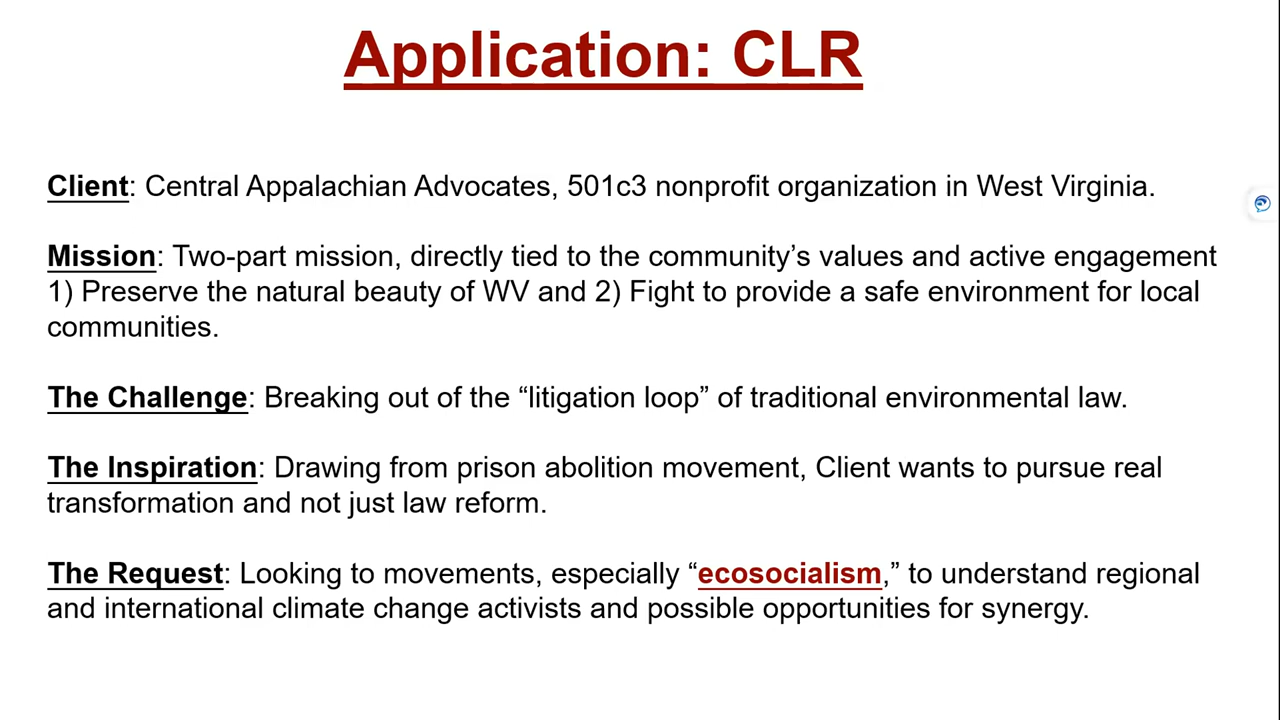 Application: CLR
Client: Central Appalachian Advocates, 501c3 nonprofit organization in West Virginia.
Mission: Two-part mission, directly tied to the community’s values and active engagement
1) Preserve the natural beauty of WV and 2) Fight to provide a safe environment for local
communities.
The Challenge: Breaking out of the “litigation loop” of traditional environmental law.
The Inspiration: Drawing from prison abolition movement, Client wants to pursue real
transformation and not just law reform.
The Request: Looking to movements, especially “ecosocialism,” to understand regional
and international climate change activists and possible opportunities for synergy.